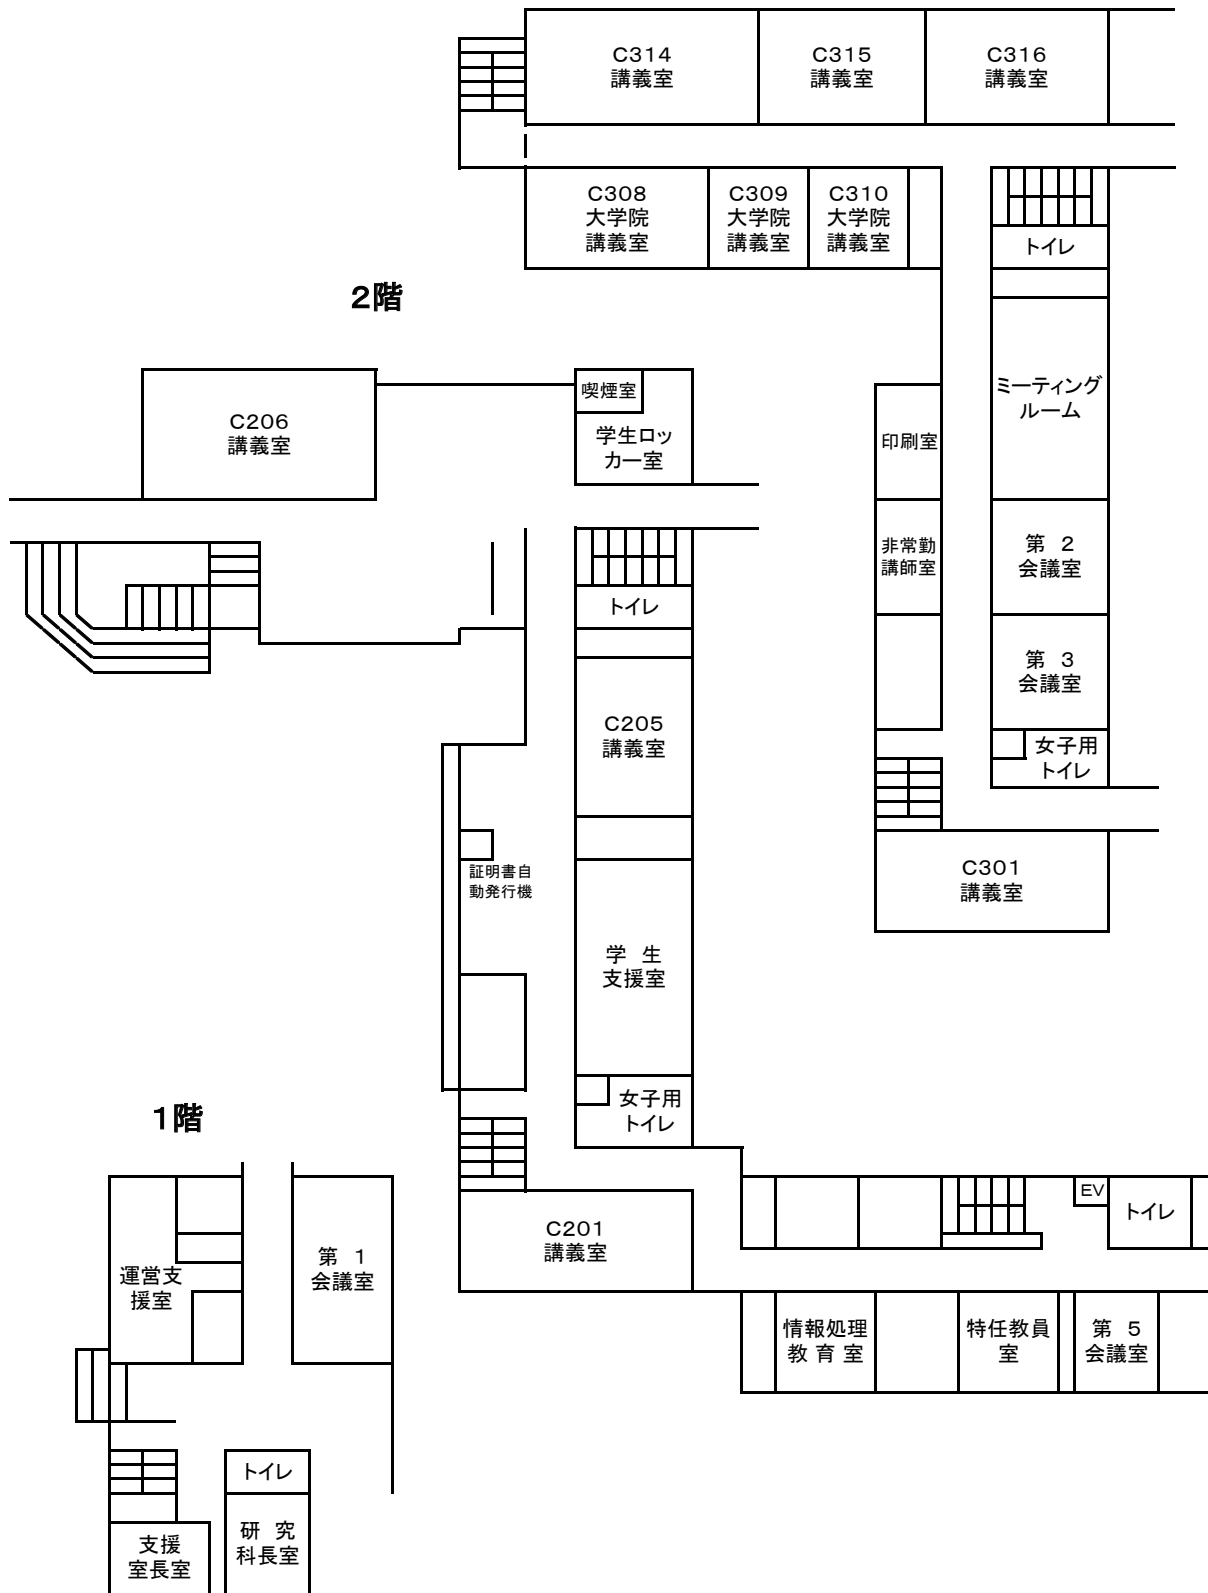 C314
講義室
C315
講義室
C316
講義室
C308
大学院
講義室
C309
大学院
講義室
C310
大学院
講義室
トイレ
2階
ミーティング
ルーム
喫煙室
C206
講義室
学生ロッ
カー室
印刷室
非常勤
講師室
第 2
会議室
トイレ
第 3
会議室
C205
講義室
女子用
トイレ
証明書自
動発行機
C301
講義室
学 生
支援室
1階
女子用
トイレ
EV
トイレ
C201
講義室
第 1
会議室
運営支
援室
情報処理
教 育 室
特任教員
室
第 5
会議室
トイレ
支援
室長室
研 究
科長室